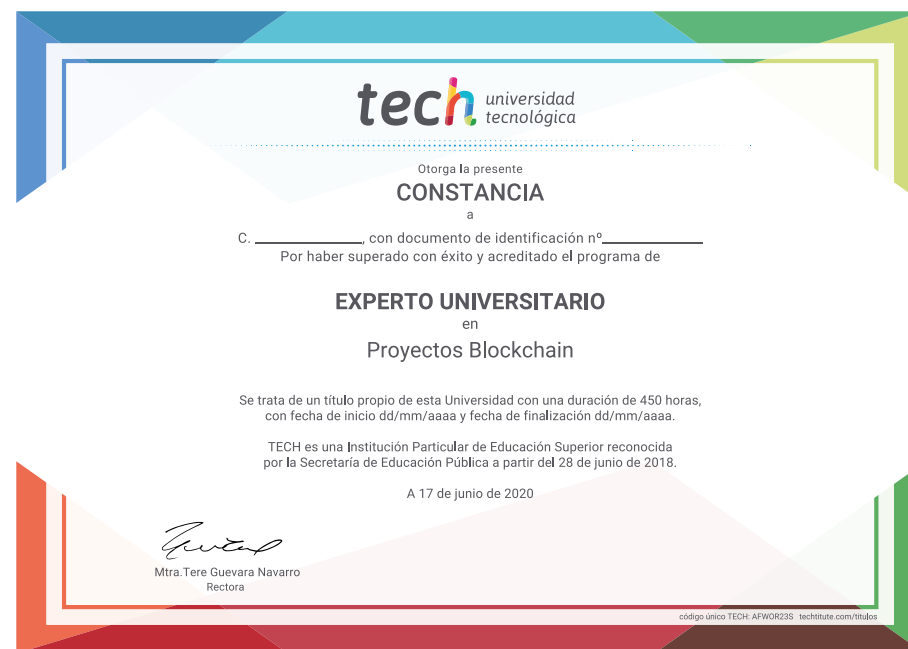 tech universidad
tecnológica
Otorga la presente
CONSTANCIA
a
C. ____________, con documento de identificación nº____________
Por haber superado con éxito y acreditado el programa de
EXPERTO UNIVERSITARIO
en
Proyectos Blockchain
Se trata de un título propio de esta Universidad con una duración de 450 horas,
con fecha de inicio dd/mm/aaaa y fecha de finalización dd/mm/aaaa.
TECH es una Institución Particular de Educación Superior reconocida
por la Secretaría de Educación Pública a partir del 28 de junio de 2018.
A 17 de junio de 2020
Mtra.Tere Guevara Navarro
Rectora
código único TECH: AFWOR23S techtitute.com/titulos